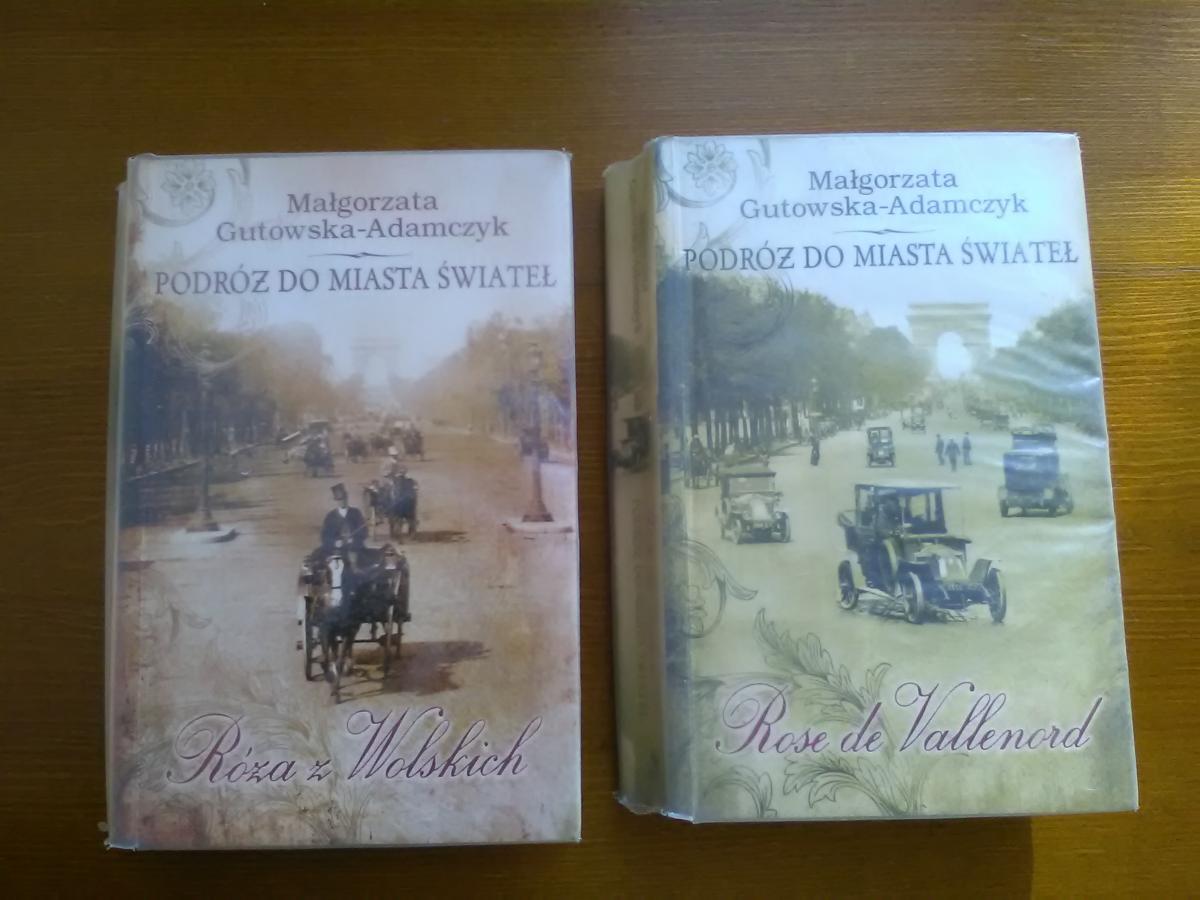 Małgorzata
Gutowska-Adamczyk
PODRÓŻ DO MIASTA ŚWIATEŁ
Róża z Wolskich
Małgorzata
Gutowska-Adamczyk
PODRÓŻ DO MIASTA ŚWIATEŁ
Rose de Vallenord